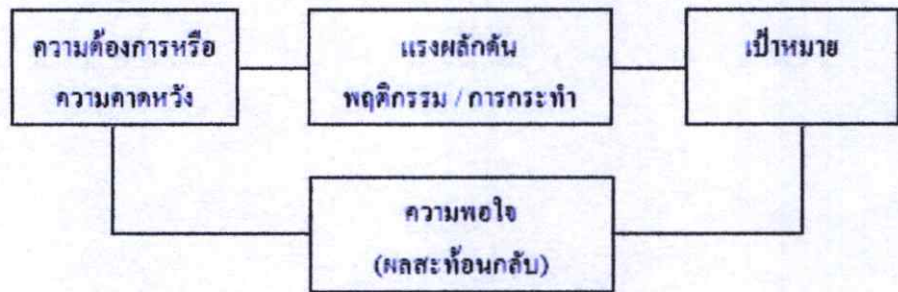 ความต้องการหรือ
ความคาดหวัง
แรงผลักดัน
พฤติกรรม / การกระทำ
เป้าหมาย
ความพอใจ
(ผลสะท้อนกลับ)